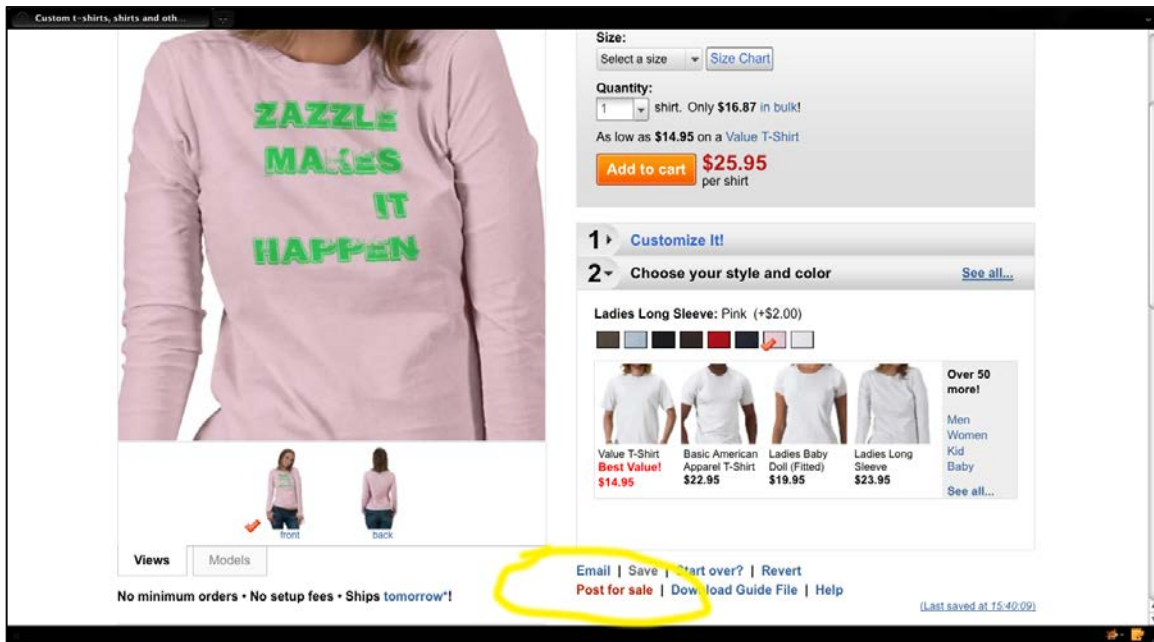 Custom t-shirts, shirts and oth...
ZAZZLE
MAKES
IT
HAPPEN
front
back
Views
Models
No minimum orders • No setup fees • Ships tomorrow*!
Size:
Select a size
Size Chart
Quantity:
1 shirt. Only $16.87 in bulk!
As low as $14.95 on a Value T-Shirt
Add to cart $25.95
per shirt
1 Customize It!
2 Choose your style and color See all...
Ladies Long Sleeve: Pink (+$2.00)
Value T-Shirt
Best Value!
$14.95
Basic American
Apparel T-Shirt
$22.95
Ladies Baby
Doll (Fitted)
$19.95
Ladies Long
Sleeve
$23.95
Over 50
more!
Men
Women
Kid
Baby
See all...
Email | Save | Start over? | Revert
Post for sale | Download Guide File | Help
(Last saved at 15:40:09)